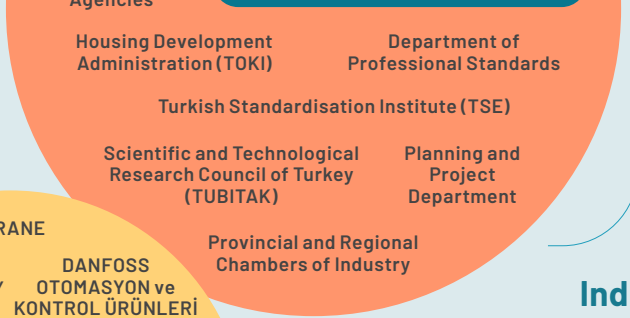 Agencies
Housing Development
Administration (TOKI)
Department of
Professional Standards
Turkish Standardisation Institute (TSE)
Scientific and Technological
Research Council of Turkey
(TUBITAK)
Planning and
Project
Department
Provincial and Regional
Chambers of Industry
RANE
DANFOSS
OTOMASYON ve
KONTROL ÜRÜNLERİ
Ind